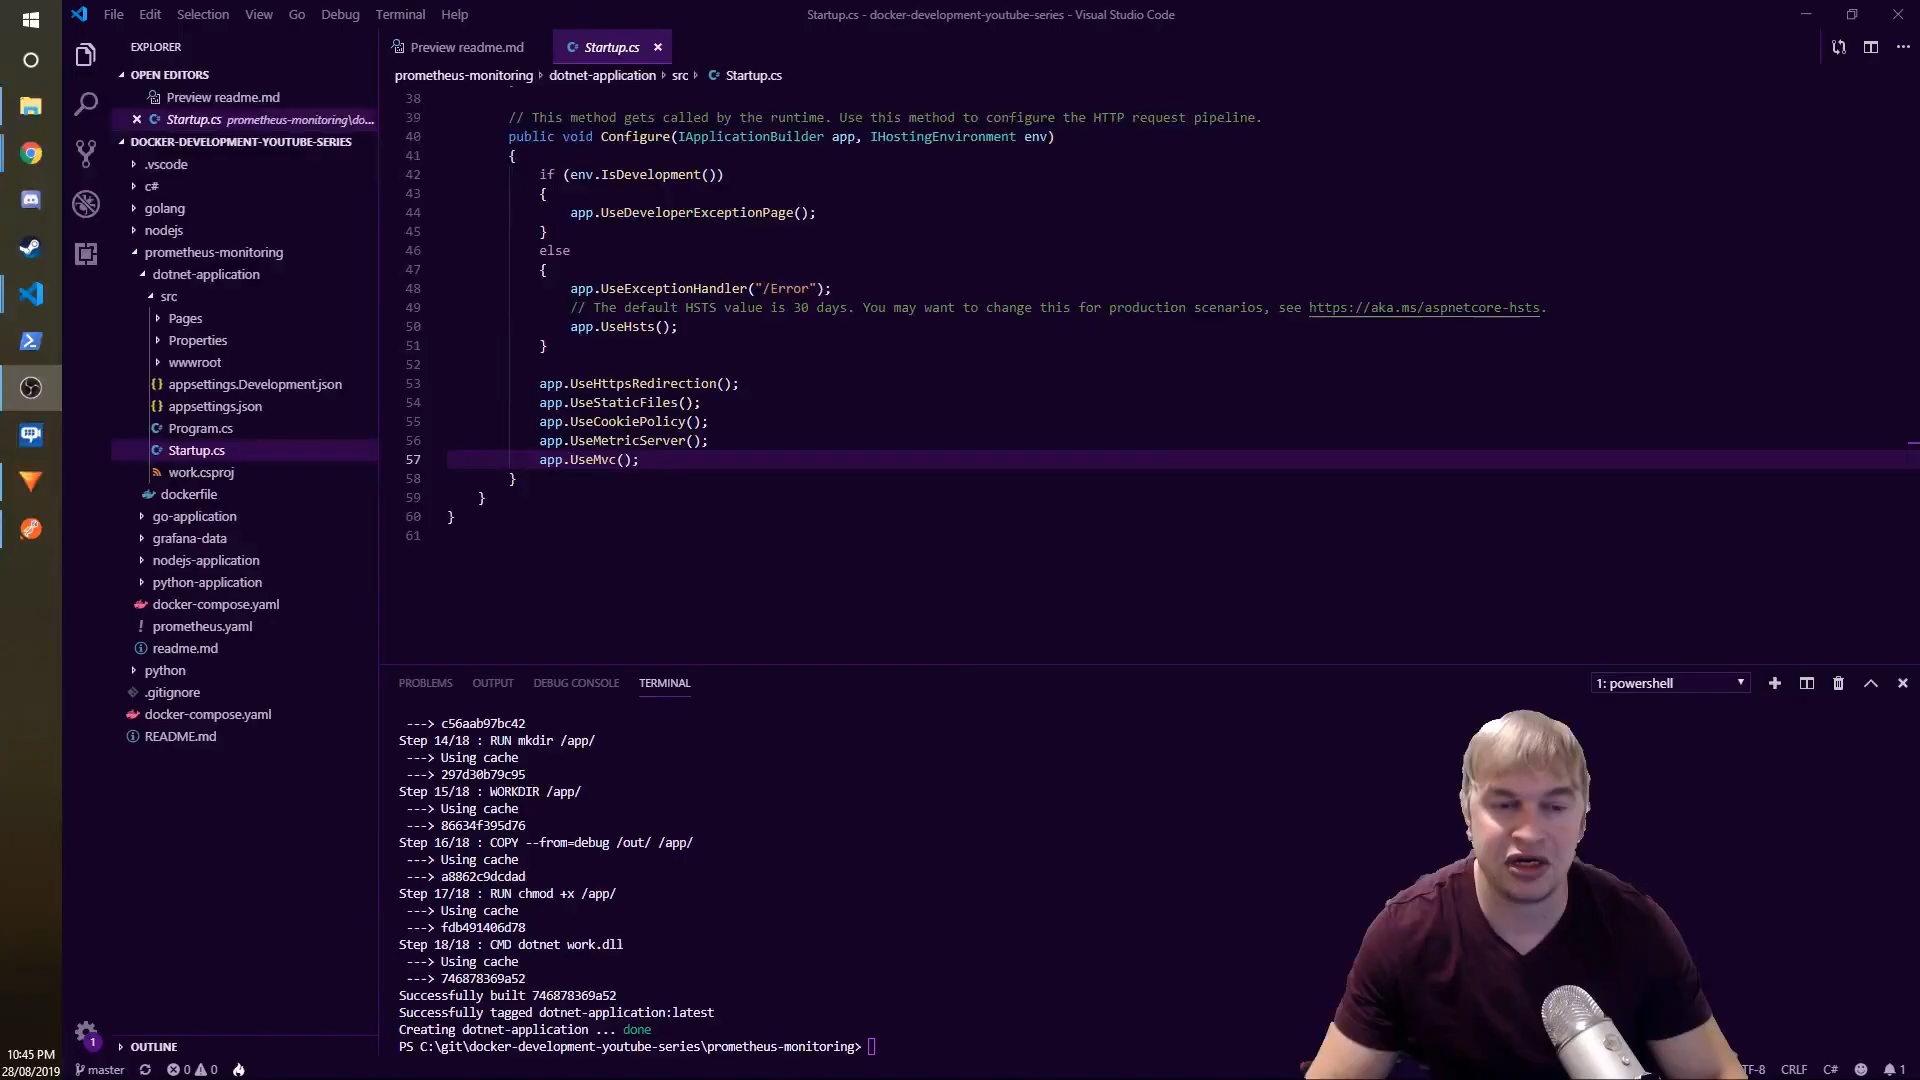 File Edit Selection View Go Debug Terminal Help
Startup.cs - docker-development-youtube-series - Visual Studio Code
EXPLORER
OPEN EDITORS
Preview readme.md
Startup.cs prometheus-monitoring\do...
DOCKER-DEVELOPMENT-YOUTUBE-SERIES
.vscode
c#
golang
nodejs
prometheus-monitoring
dotnet-application
src
Pages
Properties
wwwroot
appsettings.Development.json
appsettings.json
Program.cs
Startup.cs
work.csproj
dockerfile
go-application
grafana-data
nodejs-application
python-application
docker-compose.yaml
prometheus.yaml
readme.md
python
.gitignore
docker-compose.yaml
README.md
OUTLINE
Preview readme.md
Startup.cs
prometheus-monitoring › dotnet-application › src › Startup.cs
38
39 // This method gets called by the runtime. Use this method to configure the HTTP request pipeline.
40 public void Configure(IApplicationBuilder app, IHostingEnvironment env)
41 {
42 if (env.IsDevelopment())
43 {
44 app.UseDeveloperExceptionPage();
45 }
46 else
47 {
48 app.UseExceptionHandler("/Error");
49 // The default HSTS value is 30 days. You may want to change this for production scenarios, see https://aka.ms/aspnetcore-hsts.
50 app.UseHsts();
51 }
52
53 app.UseHttpsRedirection();
54 app.UseStaticFiles();
55 app.UseCookiePolicy();
56 app.UseMetricServer();
57 app.UseMvc();
58 }
59 }
60 }
61
PROBLEMS OUTPUT DEBUG CONSOLE TERMINAL
1: powershell
---> c56aab97bc42
Step 14/18 : RUN mkdir /app/
---> Using cache
---> 297d30b79c95
Step 15/18 : WORKDIR /app/
---> Using cache
---> 86634f395d76
Step 16/18 : COPY --from=debug /out/ /app/
---> Using cache
---> a8862c9dcdad
Step 17/18 : RUN chmod +x /app/
---> Using cache
---> fdb491406d78
Step 18/18 : CMD dotnet work.dll
---> Using cache
---> 746878369a52
Successfully built 746878369a52
Successfully tagged dotnet-application:latest
Creating dotnet-application ... done
PS C:\git\docker-development-youtube-series\prometheus-monitoring>
1
10:45 PM
28/08/2019
master 0 0
TF-8 CRLF C# 1